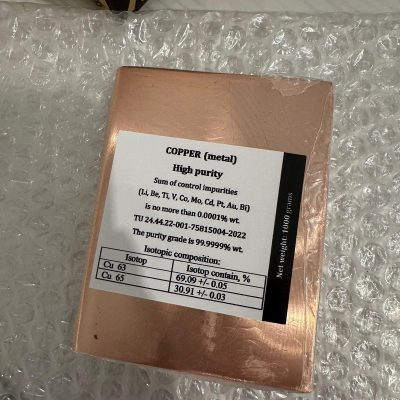 COPPER (metal)
High purity
Sum of control impurities
(Li, Be, Ti, V, Co, Mo, Cd, Pt, Au, Bi)
is no more than 0.0001% wt.
TU 24.44.22-001-75815004-2022
The purity grade is 99.9999% wt.
Isotopic composition:
Isotop Isotop contain, %
Cu 63 69.09 +/- 0.05
Cu 65 30.91 +/- 0.03
Net weight: 1000 grams